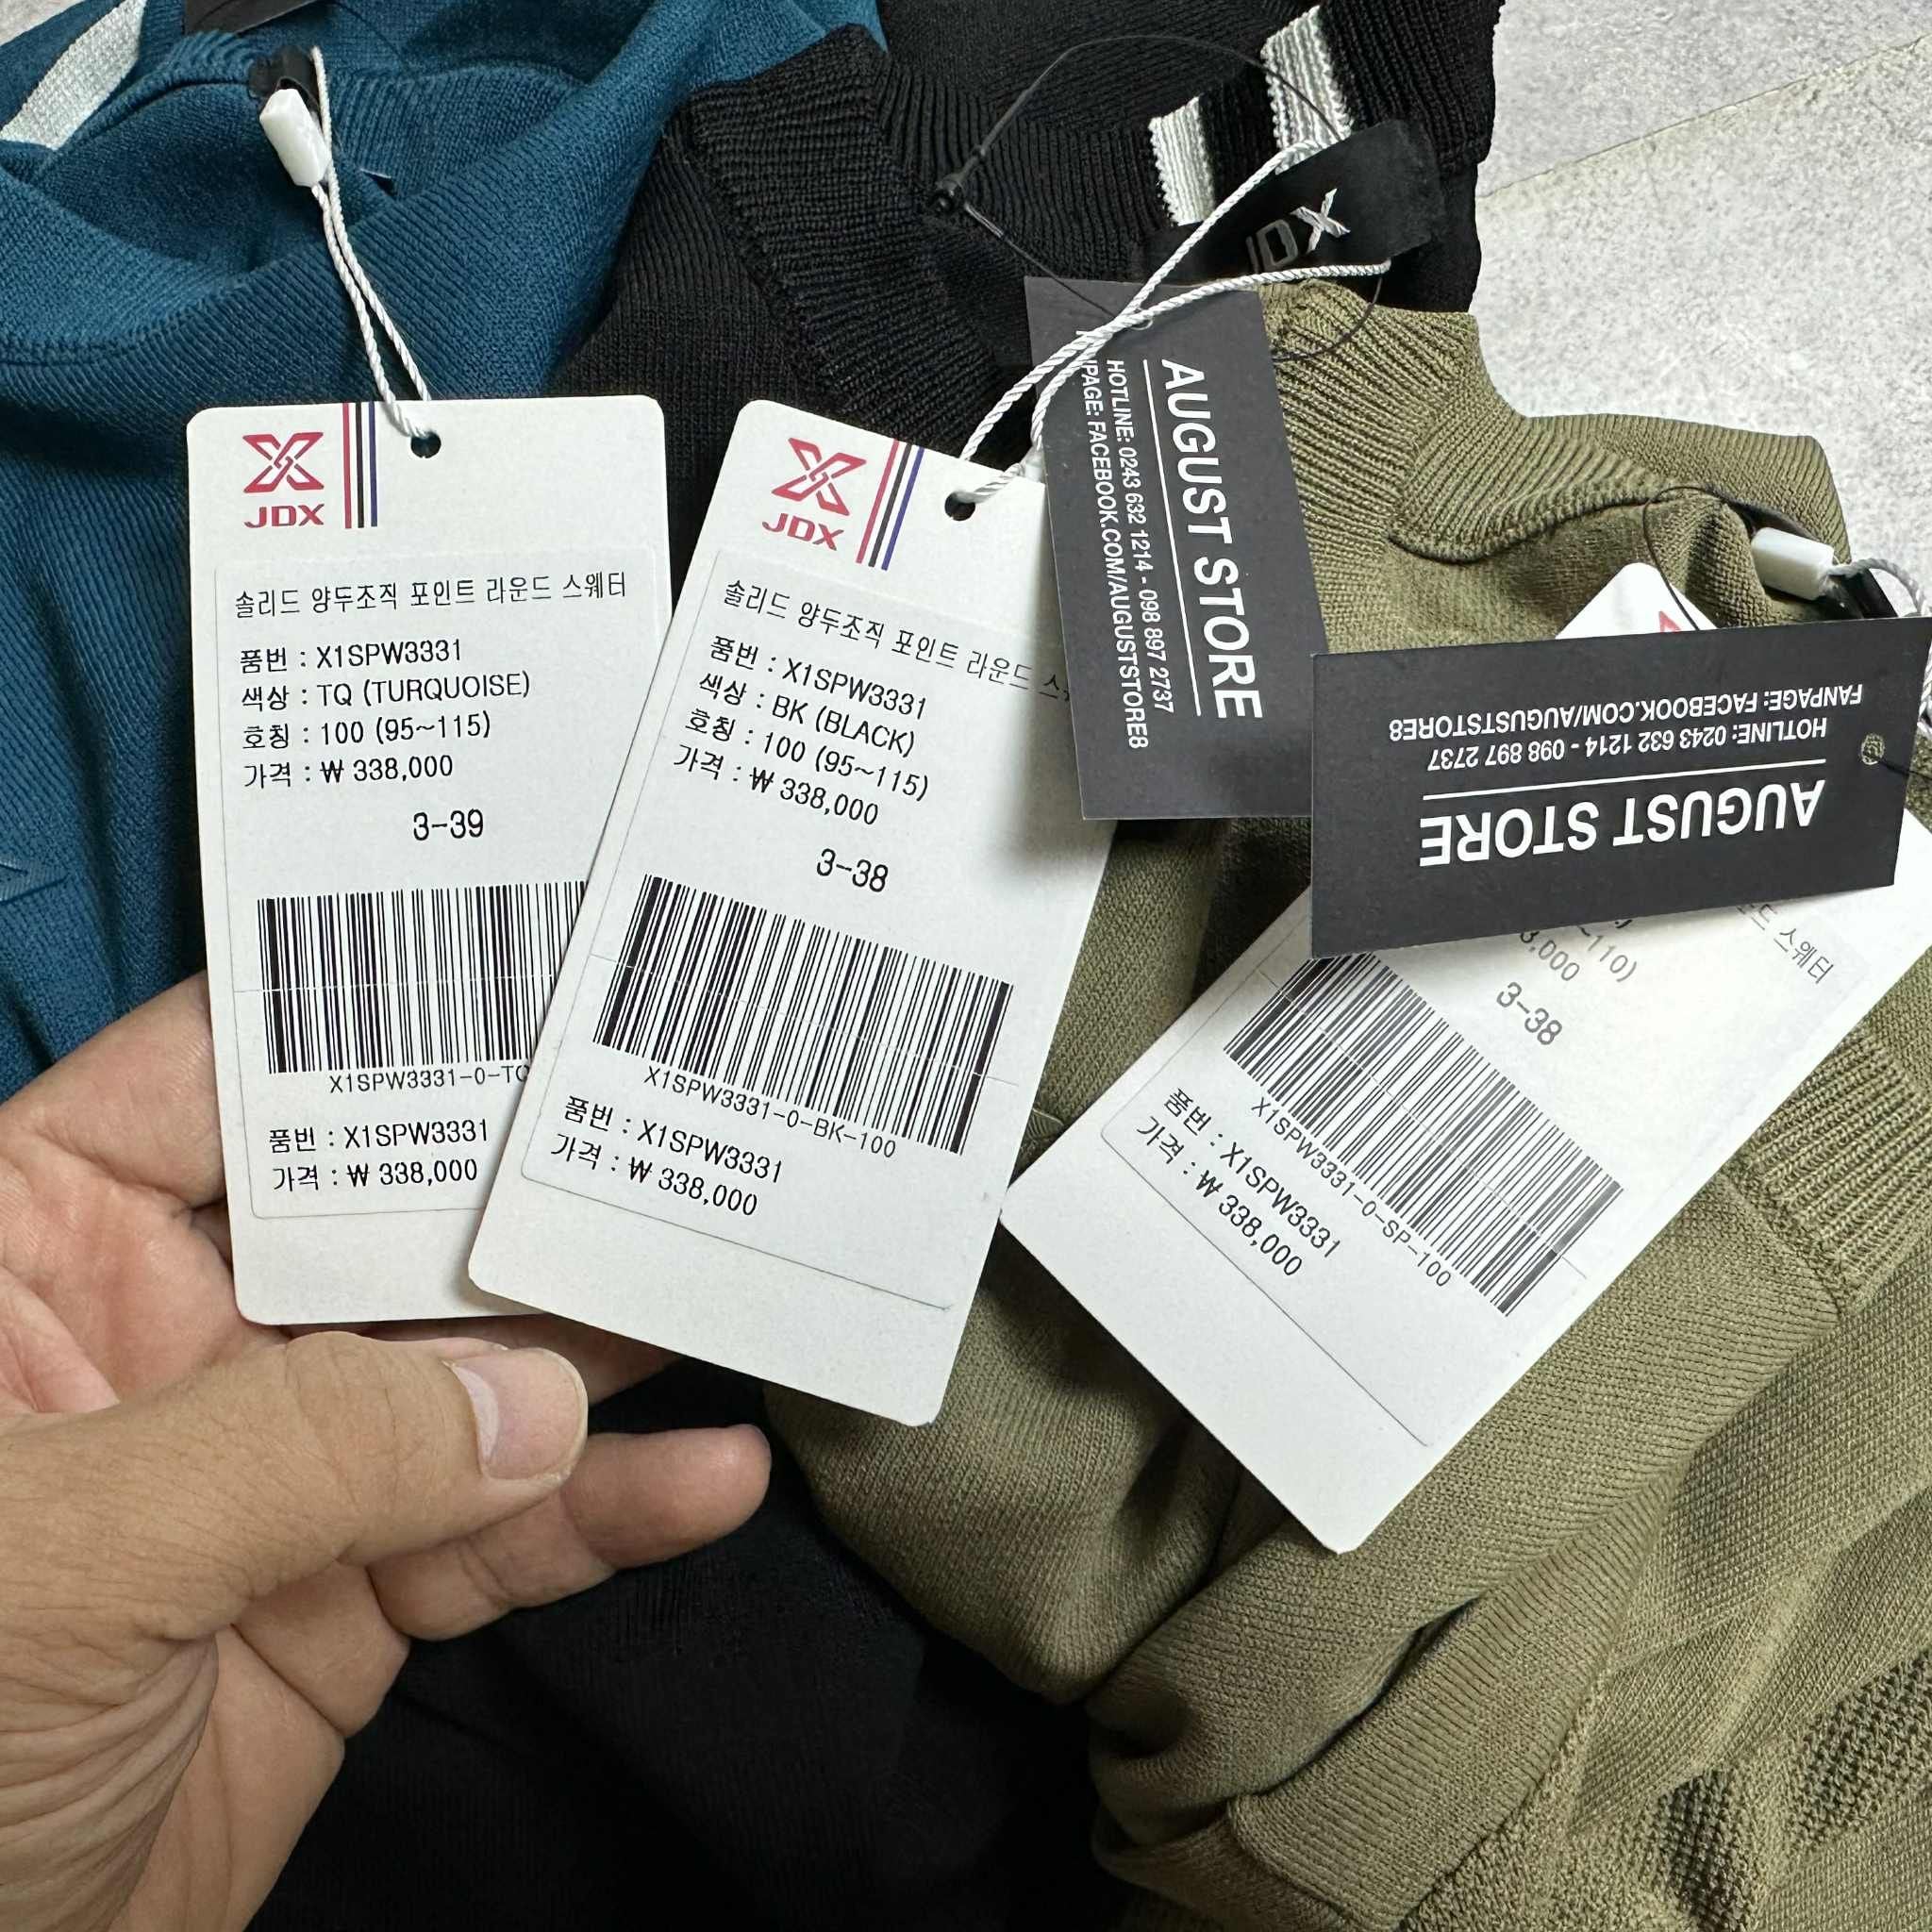 JDX
솔리드 양두조직 포인트 라운드 스웨터
품번 : X1SPW3331
색상 : TQ (TURQUOISE)
호칭 : 100 (95~115)
가격 : ₩ 338,000
3-39
X1SPW3331-0-TQ
품번 : X1SPW3331
가격 : ₩ 338,000
JDX
솔리드 양두조직 포인트 라운드
품번 : X1SPW3331
색상 : BK (BLACK)
호칭 : 100 (95~115)
가격 : ₩ 338,000
3-38
X1SPW3331-0-BK-100
품번 : X1SPW3331
가격 : ₩ 338,000
JDX
AUGUST STORE
HOTLINE: 0243 632 1214 - 098 897 2737
FACEBOOK.COM/AUGUSTSTORE8
AUGUST STORE
HOTLINE: 0243 632 1214 - 098 897 2737
FANPAGE: FACEBOOK.COM/AUGUSTSTORE8
스웨터
~110)
8,000
3-38
X1SPW3331-0-SP-100
품번 : X1SPW3331
가격 : ₩ 338,000